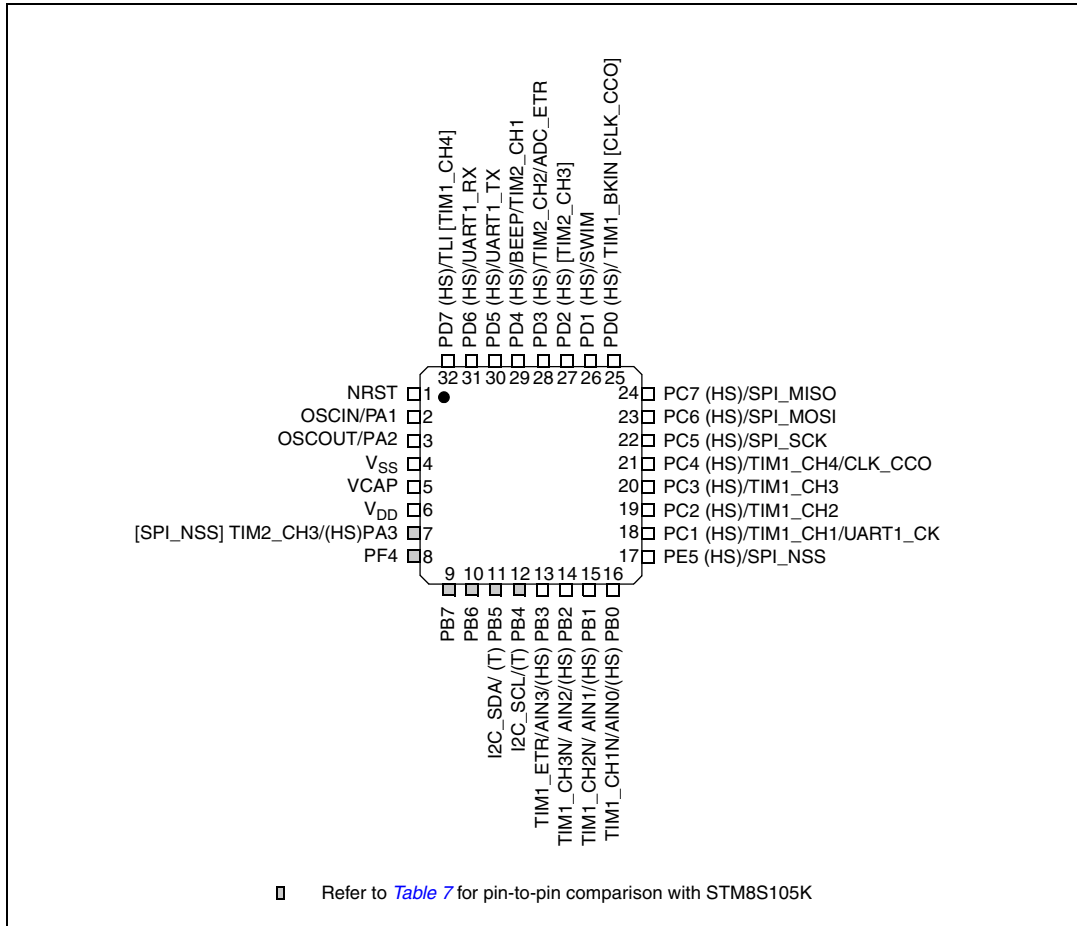 PD7 (HS)/TLI [TIM1_CH4]
PD6 (HS)/UART1_RX
PD5 (HS)/UART1_TX
PD4 (HS)/BEEP/TIM2_CH1
PD3 (HS)/TIM2_CH2/ADC_ETR
PD2 (HS) [TIM2_CH3]
PD1 (HS)/SWIM
PD0 (HS)/ TIM1_BKIN [CLK_CCO]
32 31 30 29 28 27 26 25
NRST 1
OSCIN/PA1 2
OSCOUT/PA2 3
VSS 4
VCAP 5
VDD 6
[SPI_NSS] TIM2_CH3/(HS)PA3 7
PF4 8
24 PC7 (HS)/SPI_MISO
23 PC6 (HS)/SPI_MOSI
22 PC5 (HS)/SPI_SCK
21 PC4 (HS)/TIM1_CH4/CLK_CCO
20 PC3 (HS)/TIM1_CH3
19 PC2 (HS)/TIM1_CH2
18 PC1 (HS)/TIM1_CH1/UART1_CK
17 PE5 (HS)/SPI_NSS
9 10 11 12 13 14 15 16
PB7
PB6
I2C_SDA/ (T) PB5
I2C_SCL/(T) PB4
TIM1_ETR/AIN3/(HS) PB3
TIM1_CH3N/ AIN2/(HS) PB2
TIM1_CH2N/ AIN1/(HS) PB1
TIM1_CH1N/AIN0/(HS) PB0
Refer to Table 7 for pin-to-pin comparison with STM8S105K